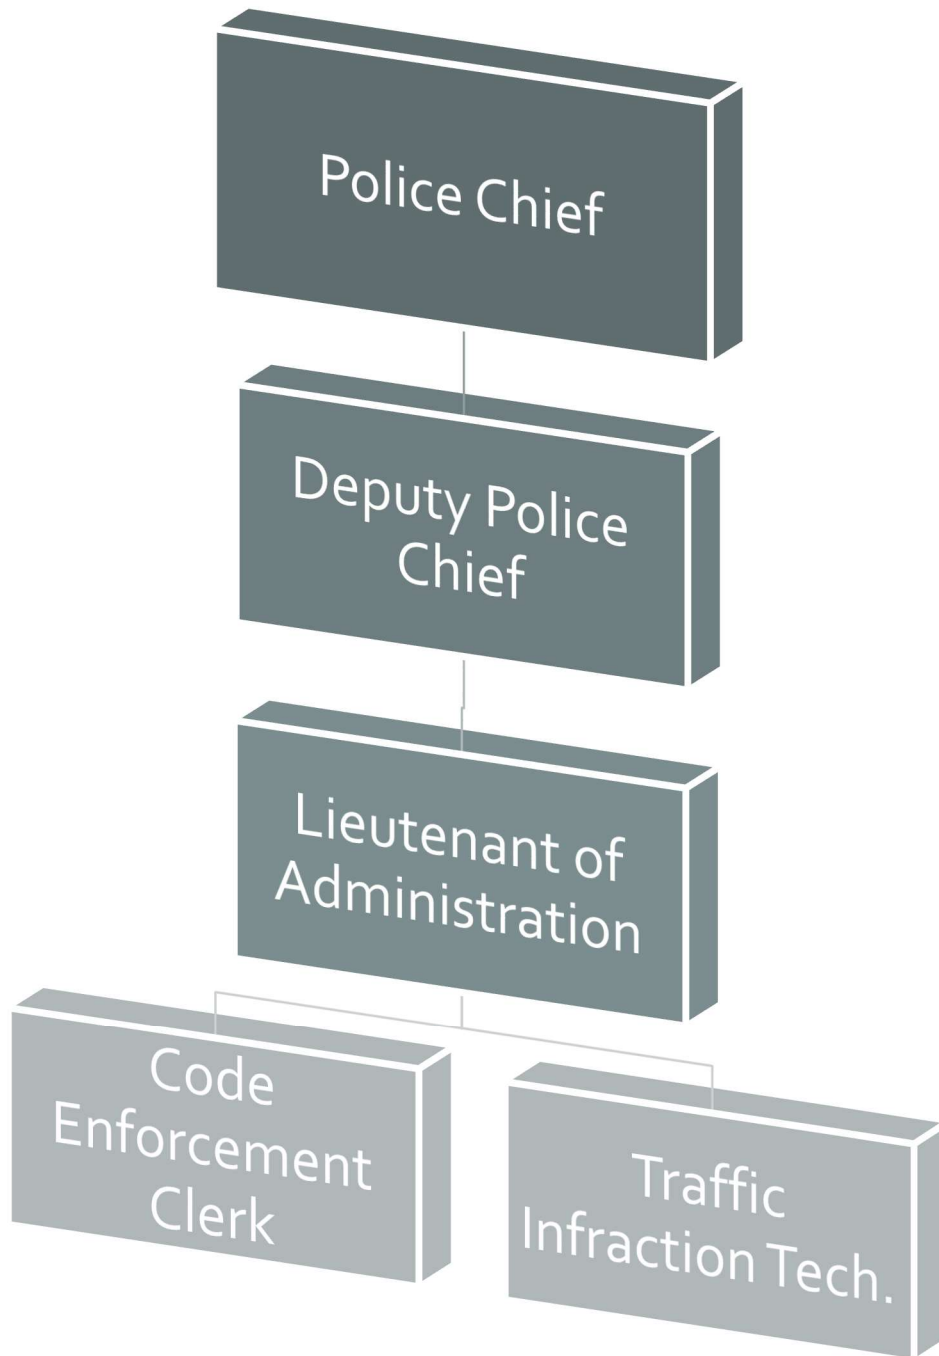 Police Chief
Deputy Police
Chief
Lieutenant of
Administration
Code
Enforcement
Clerk
Traffic
Infraction Tech.